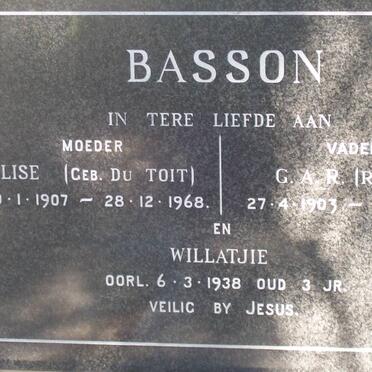 BASSON
IN TERE LIEFDE AAN
MOEDER VADE
LISE (GEB. DU TOIT) G. A. R. (R
·1·1907 – 28·12·1968. 27·4·1903 –
EN
WILLATJIE
OORL. 6·3·1938 OUD 3 JR.
VEILIG BY JESUS.